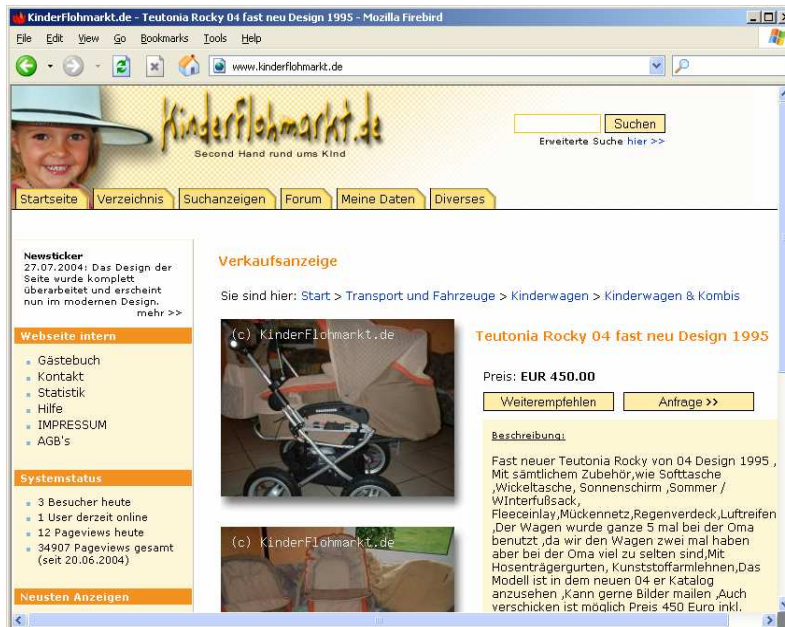 KinderFlohmarkt.de - Teutonia Rocky 04 fast neu Design 1995 - Mozilla Firebird
File Edit View Go Bookmarks Tools Help
www.kinderflohmarkt.de
KinderFlohmarkt.de
Second Hand rund ums Kind
Suchen
Erweiterte Suche hier >>
Startseite Verzeichnis Suchanzeigen Forum Meine Daten Diverses
Newsticker
27.07.2004: Das Design der
Seite wurde komplett
überarbeitet und erscheint
nun im modernen Design.
mehr >>
Webseite intern
Gästebuch
Kontakt
Statistik
Hilfe
IMPRESSUM
AGB's
Systemstatus
3 Besucher heute
1 User derzeit online
12 Pageviews heute
34907 Pageviews gesamt
(seit 20.06.2004)
Neusten Anzeigen
Verkaufsanzeige
Sie sind hier: Start > Transport und Fahrzeuge > Kinderwagen > Kinderwagen & Kombis
(c) KinderFlohmarkt.de
(c) KinderFlohmarkt.de
Teutonia Rocky 04 fast neu Design 1995
Preis: EUR 450.00
Weiterempfehlen Anfrage >>
Beschreibung:
Fast neuer Teutonia Rocky von 04 Design 1995 ,
Mit sämtlichem Zubehör,wie Softtasche
,Wickeltasche, Sonnenschirm ,Sommer /
WInterfußsack,
Fleeceinlay,Mückennetz,Regenverdeck,Luftreifen
,Der Wagen wurde ganze 5 mal bei der Oma
benutzt ,da wir den Wagen zwei mal haben
aber bei der Oma viel zu selten sind,Mit
Hosenträgergurten, Kunststoffarmlehnen,Das
Modell ist in dem neuen 04 er Katalog
anzusehen ,Kann gerne Bilder mailen ,Auch
verschicken ist möglich Preis 450 Euro inkl.